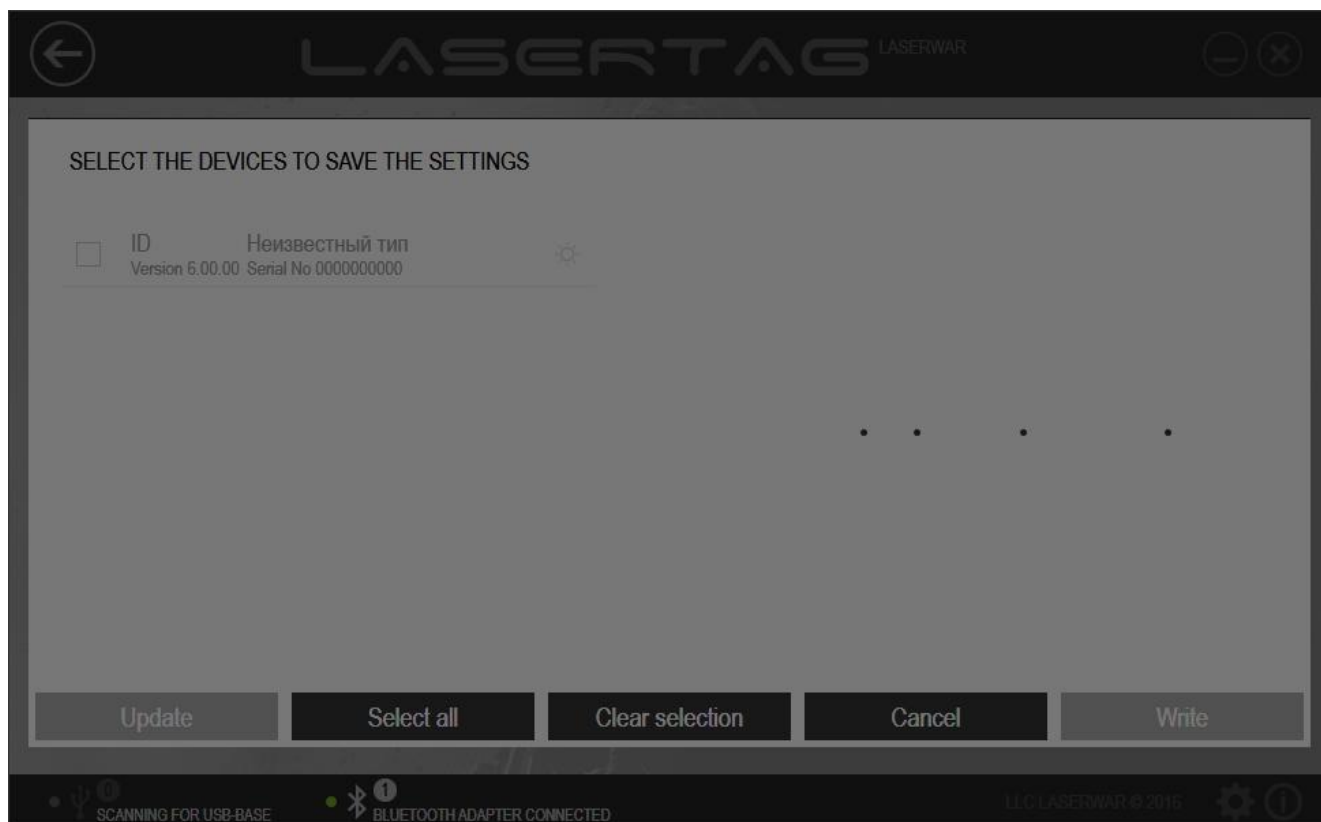 LASERTAG LASERWAR
SELECT THE DEVICES TO SAVE THE SETTINGS
ID Неизвестный тип
Version 6.00.00 Serial No 0000000000
Update Select all Clear selection Cancel Write
0 1
SCANNING FOR USB-BASE BLUETOOTH ADAPTER CONNECTED LLC LASERWAR © 2016